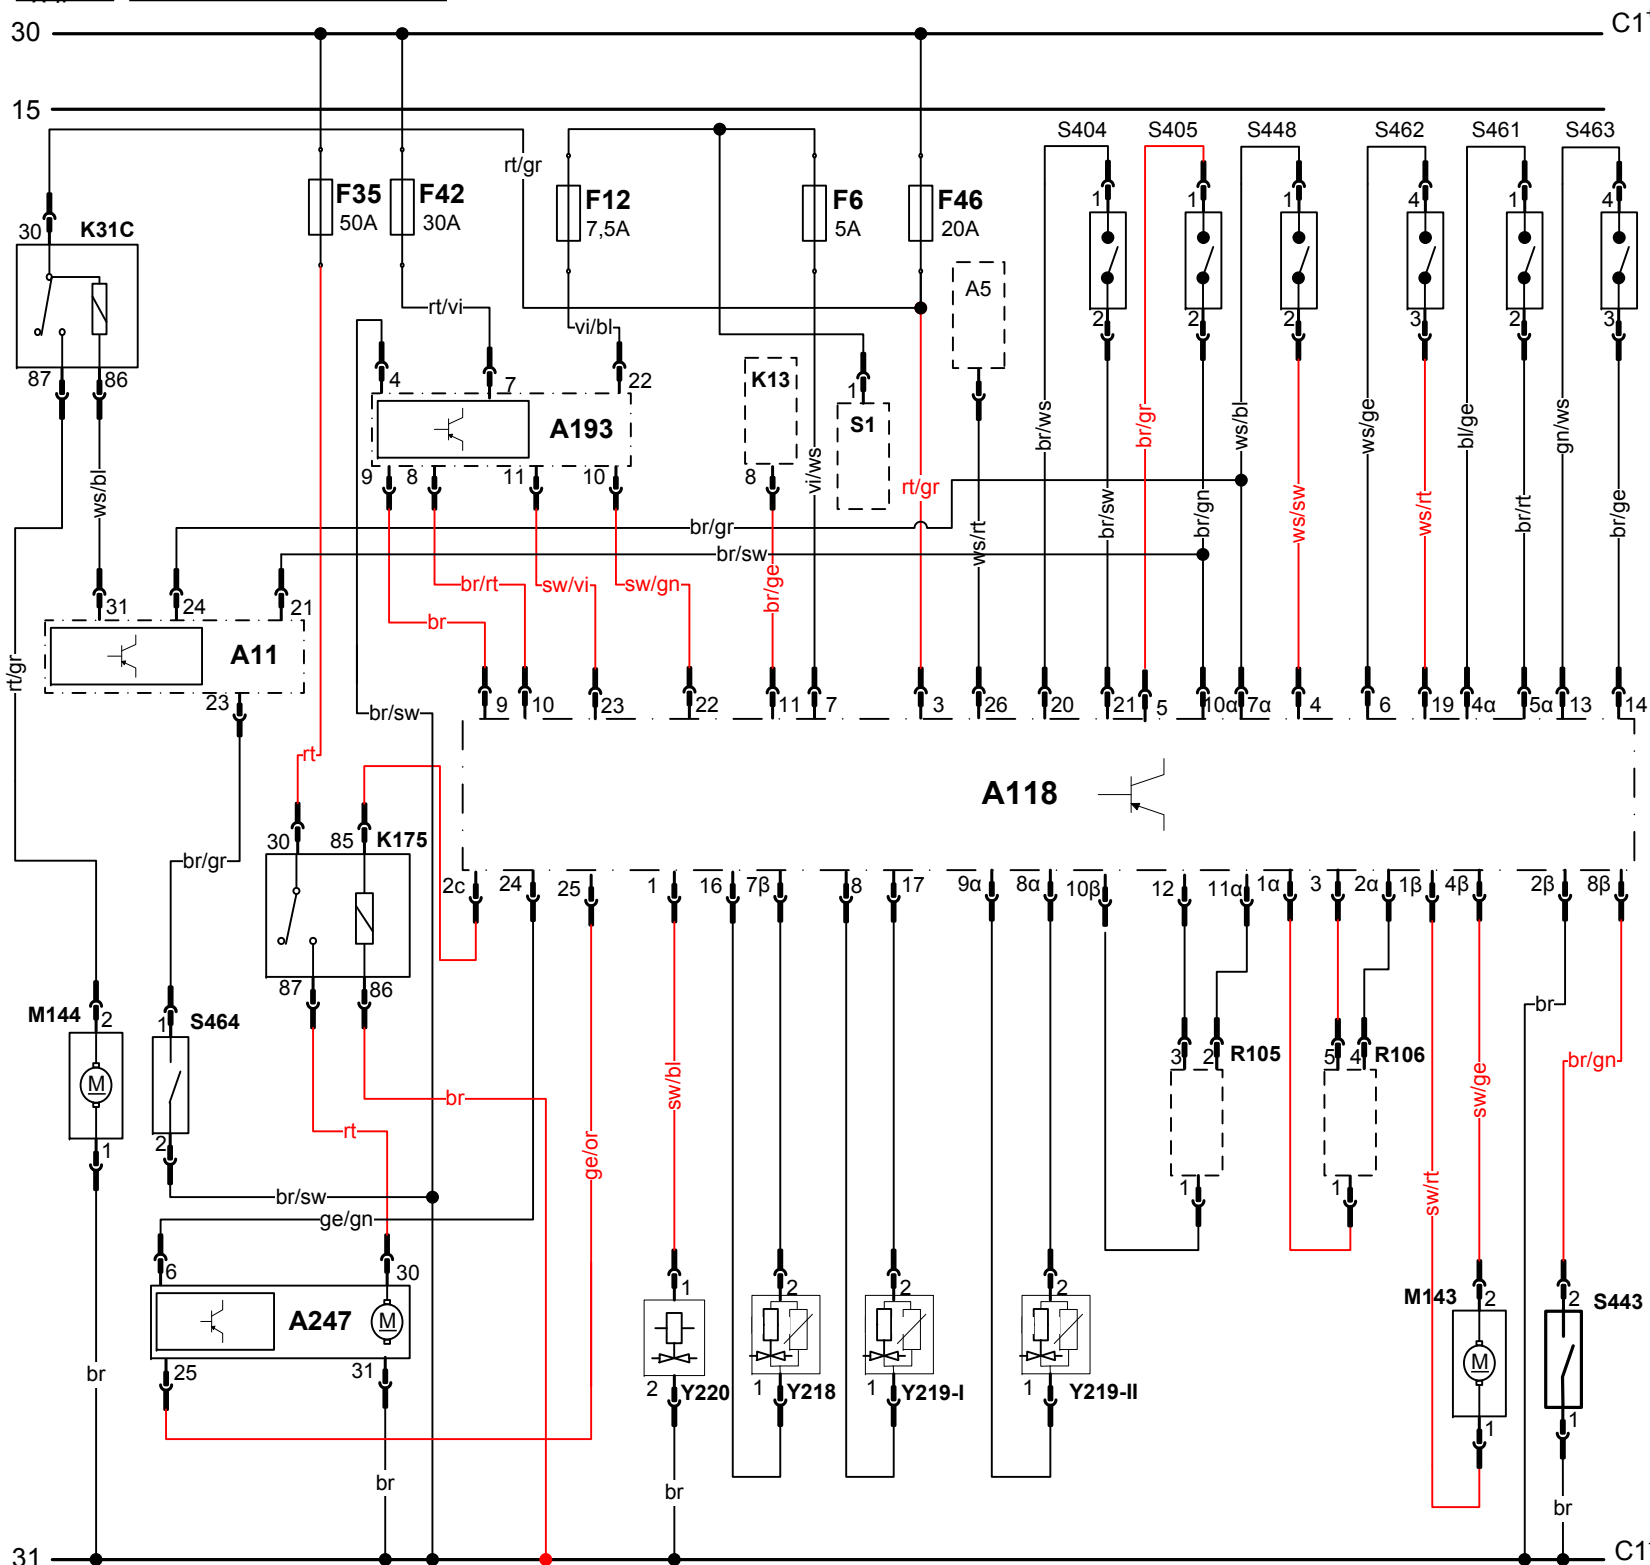 30
C1
15
S404 S405 S448 S462 S461 S463
rt/gr
F35 F42 F12 F6 F46
50A 30A 7,5A 5A 20A
1 1 1 4 1 4
30 K31C
A5
rt/vi vi/bl
2 2 2 3 2 3
87 86
4 7 22 K13 1
A193 S1
br/ws br/gr ws/bl ws/ge bl/ge gn/ws
9 8 11 10 8
ws/bl vi/ws rt/gr
br/sw br/gn ws/sw ws/rt br/rt br/ge
br/gr
ws/rt
br/sw
br/rt sw/vi sw/gn br/ge
31 24 21
br
A11
rt/gr
23
9 10 23 22 11 7 3 26 20 21 5 10α 7α 4 6 19 4α 5α 13 14
br/sw
rt
A118
30 85 K175
br/gr
2c 24 25 1 16 7β 8 17 9α 8α 10β 12 11α 1α 3 2α 1β 4β 2β 8β
87 86
br
M144 2 1 S464
3 2 R105 5 4 R106
br/gn
M
sw/bl sw/ge
br
rt
1 2
ge/or
1 1
sw/rt
br/sw
ge/gn
6 30
1 2 2 2
M143 2 2 S443
A247 M
M
25 31
br
2 Y220 1 Y218 1 Y219-I 1 Y219-II
1 1
br
br
br
31
C1